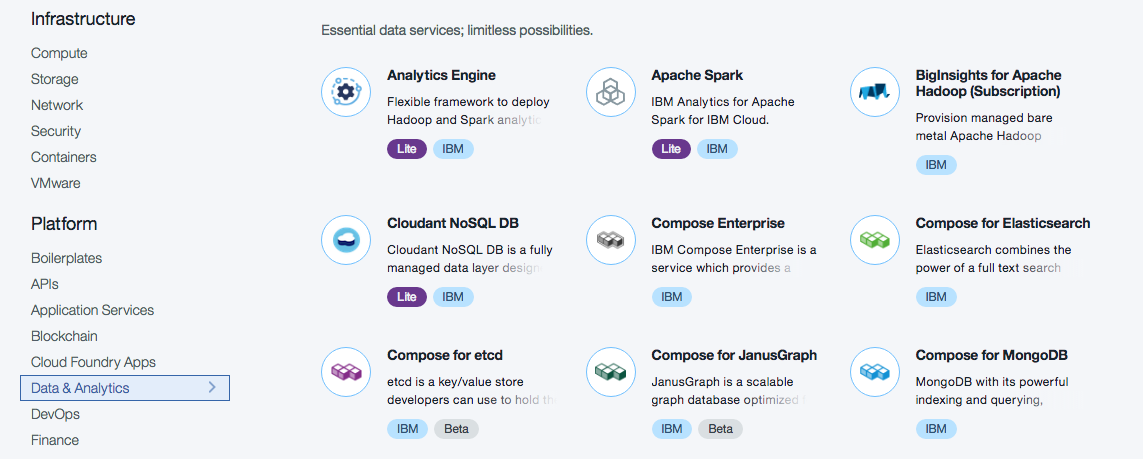 Infrastructure
Compute
Storage
Network
Security
Containers
VMware
Platform
Boilerplates
APIs
Application Services
Blockchain
Cloud Foundry Apps
Data & Analytics
DevOps
Finance
Essential data services; limitless possibilities.
Analytics Engine
Flexible framework to deploy
Hadoop and Spark analytic
Lite IBM
Apache Spark
IBM Analytics for Apache
Spark for IBM Cloud.
Lite IBM
BigInsights for Apache
Hadoop (Subscription)
Provision managed bare
metal Apache Hadoop
IBM
Cloudant NoSQL DB
Cloudant NoSQL DB is a fully
managed data layer design
Lite IBM
Compose Enterprise
IBM Compose Enterprise is a
service which provides a
IBM
Compose for Elasticsearch
Elasticsearch combines the
power of a full text search
IBM
Compose for etcd
etcd is a key/value store
developers can use to hold th
IBM Beta
Compose for JanusGraph
JanusGraph is a scalable
graph database optimized
IBM Beta
Compose for MongoDB
MongoDB with its powerful
indexing and querying,
IBM